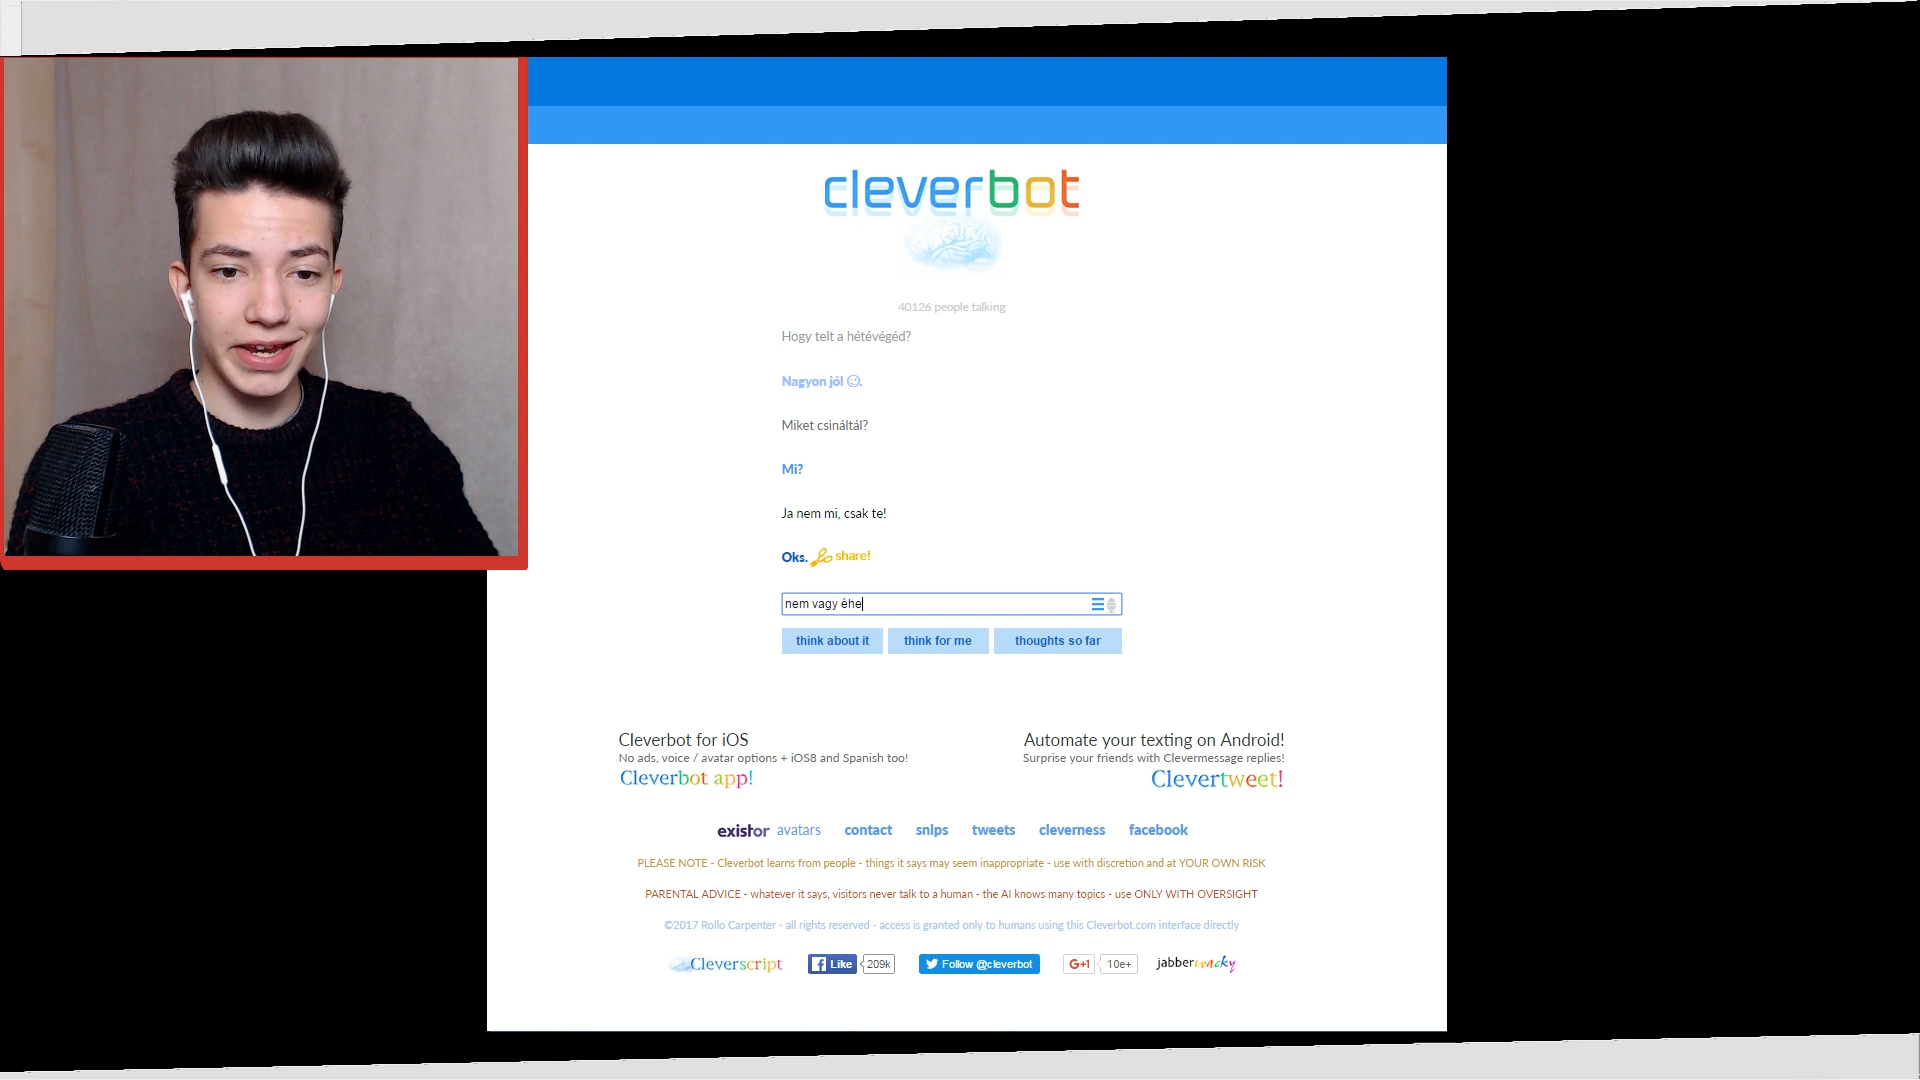 cleverbot
40126 people talking
Hogy telt a hétévégéd?
Nagyon jól ☺.
Miket csináltál?
Mi?
Ja nem mi, csak te!
Oks. share!
nem vagy éhe
think about it think for me thoughts so far
Cleverbot for iOS
No ads, voice / avatar options + iOS8 and Spanish too!
Cleverbot app!
Automate your texting on Android!
Surprise your friends with Clevermessage replies!
Clevertweet!
existor avatars contact snips tweets cleverness facebook
PLEASE NOTE - Cleverbot learns from people - things it says may seem inappropriate - use with discretion and at YOUR OWN RISK
PARENTAL ADVICE - whatever it says, visitors never talk to a human - the AI knows many topics - use ONLY WITH OVERSIGHT
©2017 Rollo Carpenter - all rights reserved - access is granted only to humans using this Cleverbot.com interface directly
Cleverscript Like 209k Follow @cleverbot G+1 10e+ jabberwacky